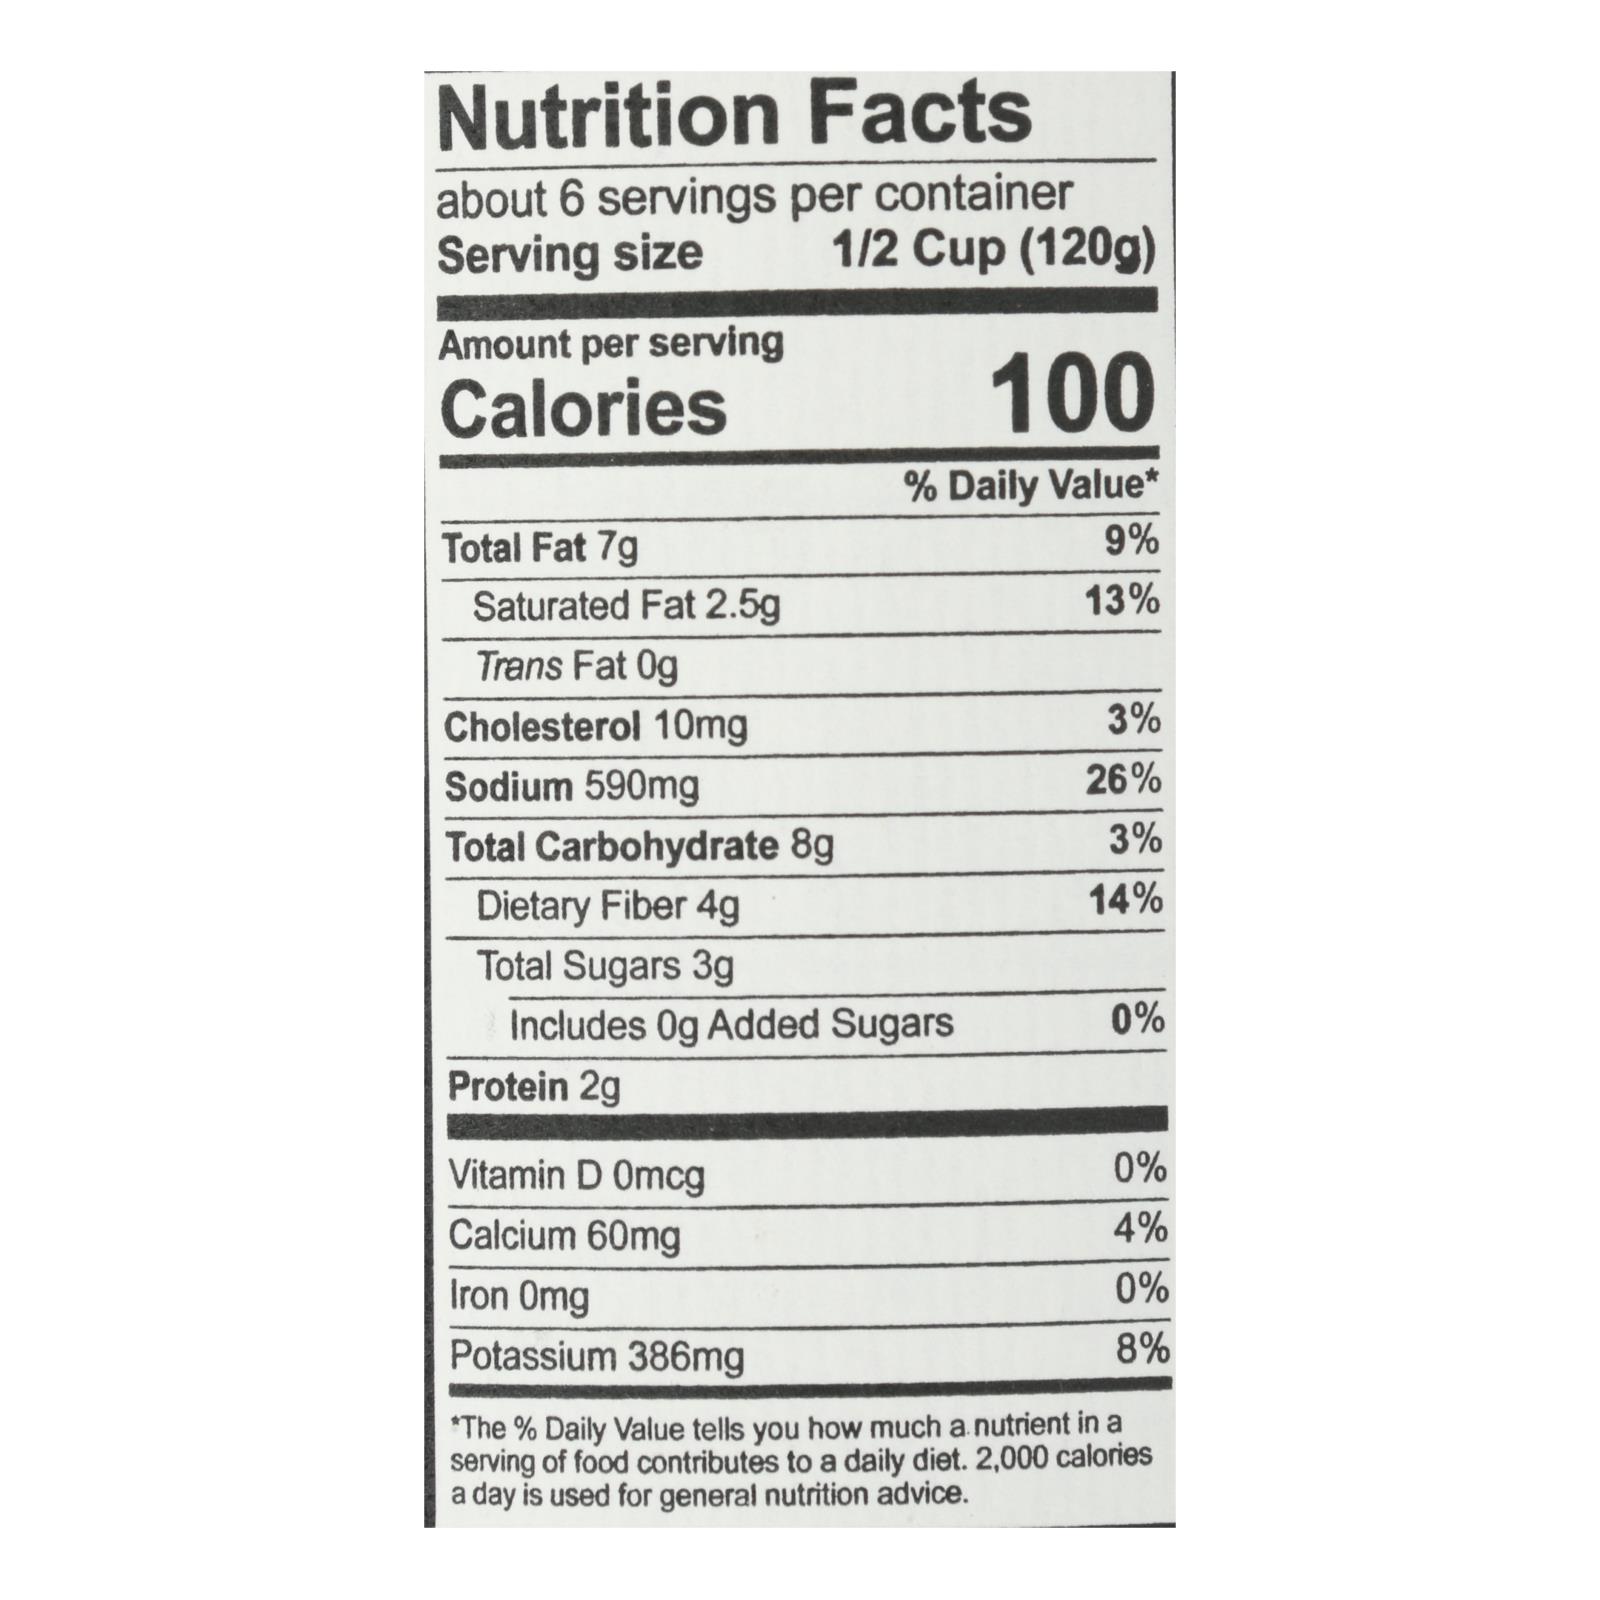 Nutrition Facts
about 6 servings per container
Serving size 1/2 Cup (120g)
Amount per serving
Calories 100
% Daily Value*
Total Fat 7g 9%
Saturated Fat 2.5g 13%
Trans Fat 0g
Cholesterol 10mg 3%
Sodium 590mg 26%
Total Carbohydrate 8g 3%
Dietary Fiber 4g 14%
Total Sugars 3g
Includes 0g Added Sugars 0%
Protein 2g
Vitamin D 0mcg 0%
Calcium 60mg 4%
Iron 0mg 0%
Potassium 386mg 8%
*The % Daily Value tells you how much a nutrient in a
serving of food contributes to a daily diet. 2,000 calories
a day is used for general nutrition advice.